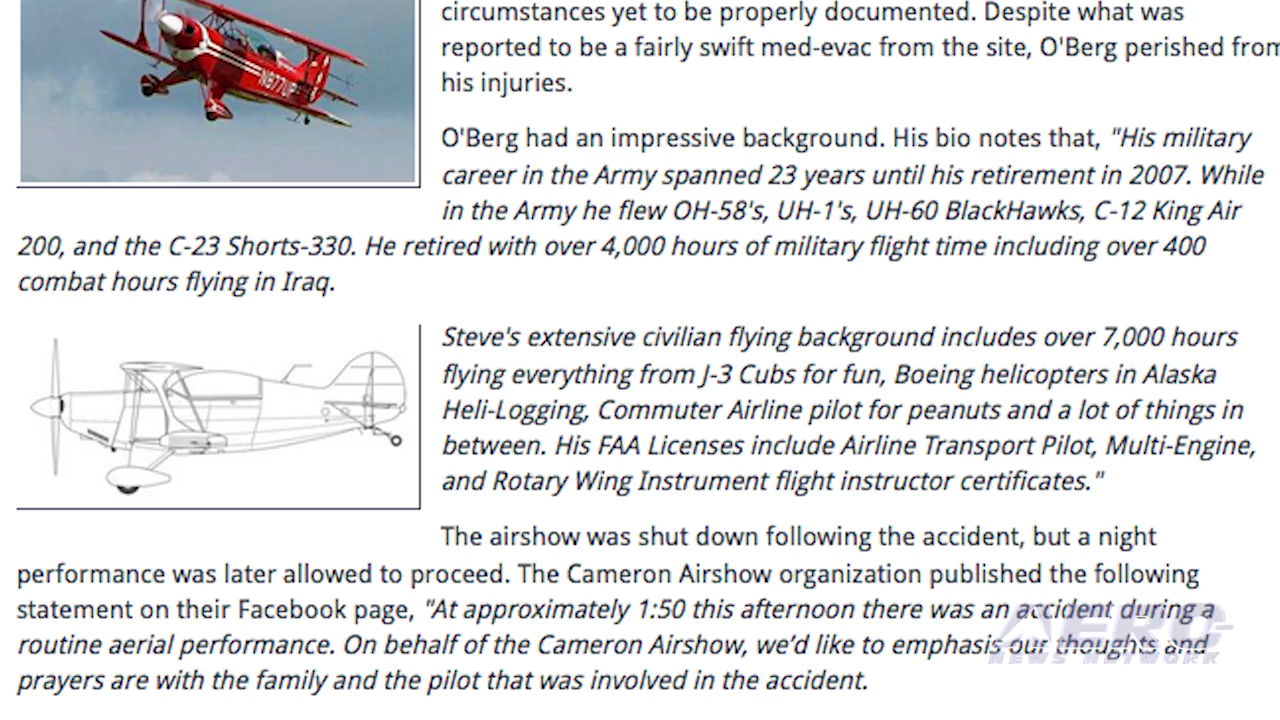 circumstances yet to be properly documented. Despite what was
reported to be a fairly swift med-evac from the site, O'Berg perished from
his injuries.
O'Berg had an impressive background. His bio notes that, "His military
career in the Army spanned 23 years until his retirement in 2007. While
in the Army he flew OH-58's, UH-1's, UH-60 BlackHawks, C-12 King Air
200, and the C-23 Shorts-330. He retired with over 4,000 hours of military flight time including over 400
combat hours flying in Iraq.
Steve's extensive civilian flying background includes over 7,000 hours
flying everything from J-3 Cubs for fun, Boeing helicopters in Alaska
Heli-Logging, Commuter Airline pilot for peanuts and a lot of things in
between. His FAA Licenses include Airline Transport Pilot, Multi-Engine,
and Rotary Wing Instrument flight instructor certificates."
The airshow was shut down following the accident, but a night
performance was later allowed to proceed. The Cameron Airshow organization published the following
statement on their Facebook page, "At approximately 1:50 this afternoon there was an accident during a
routine aerial performance. On behalf of the Cameron Airshow, we'd like to emphasis our thoughts and
prayers are with the family and the pilot that was involved in the accident.
AERO
NEWS NETWORK